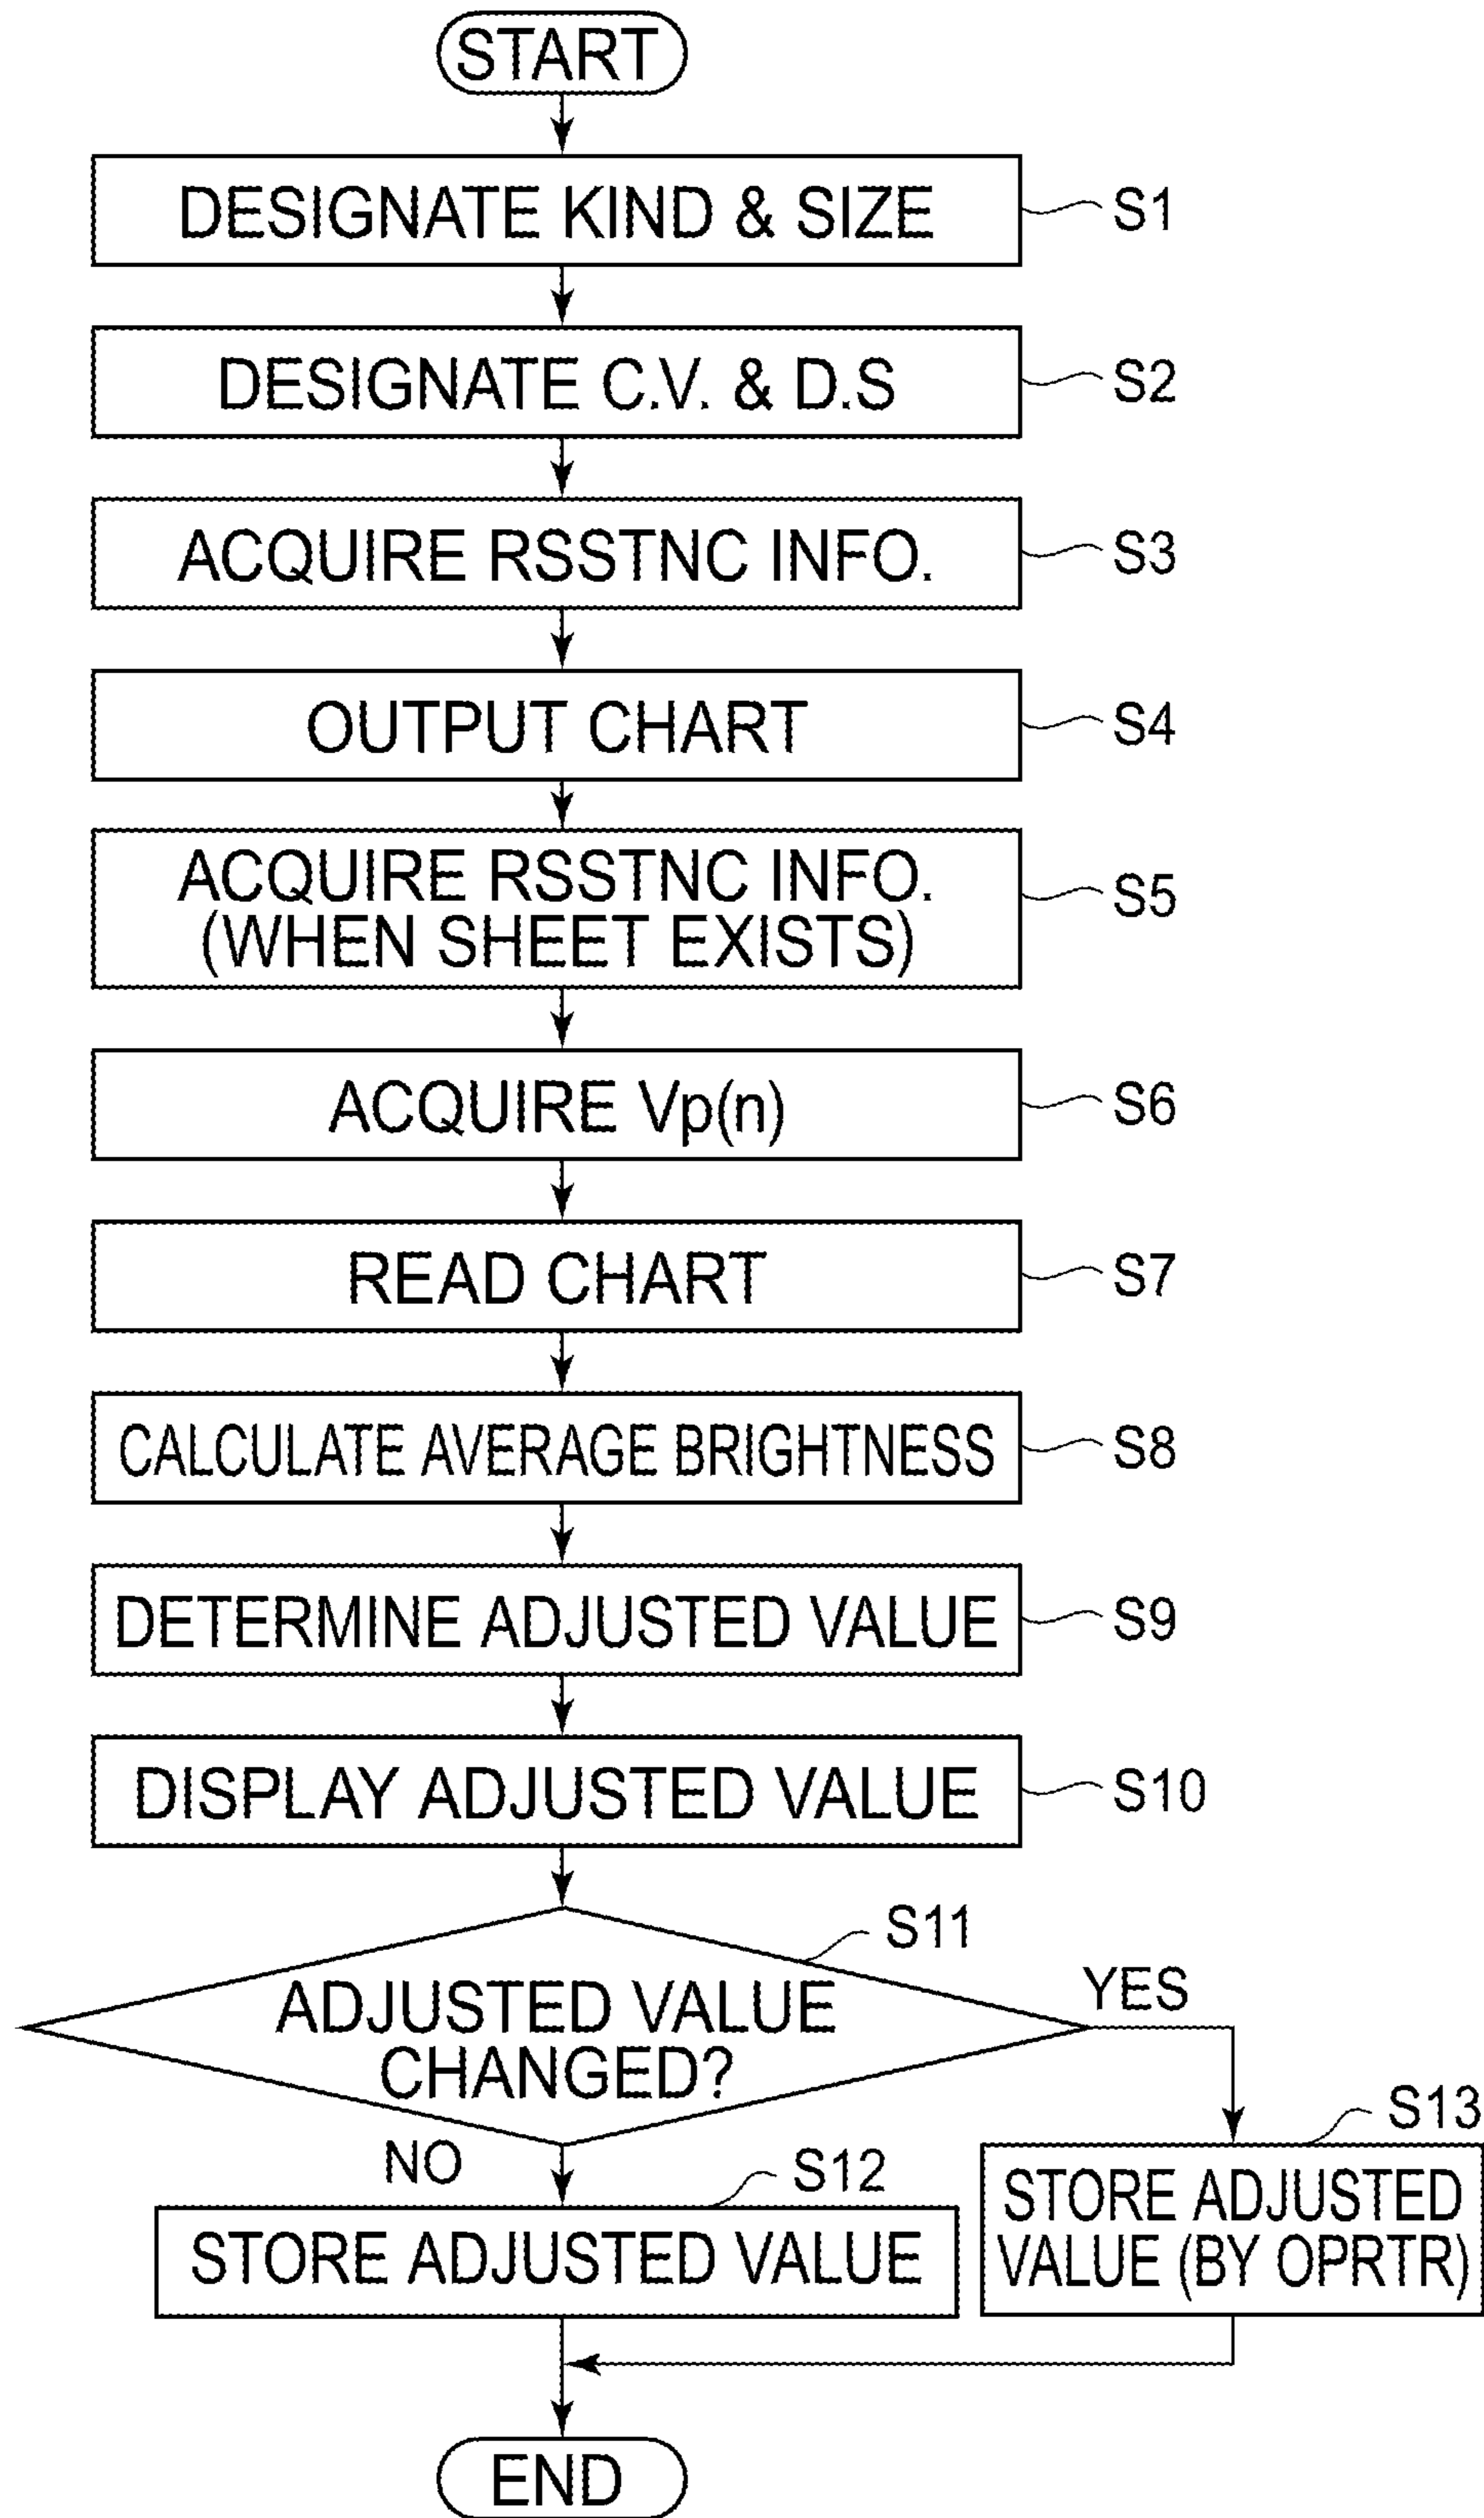 START
DESIGNATE KIND & SIZE
S1
DESIGNATE C.V. & D.S
S2
ACQUIRE RSSTNC INFO.
S3
OUTPUT CHART
S4
ACQUIRE RSSTNC INFO.
(WHEN SHEET EXISTS)
S5
ACQUIRE Vp(n)
S6
READ CHART
S7
CALCULATE AVERAGE BRIGHTNESS
S8
DETERMINE ADJUSTED VALUE
S9
DISPLAY ADJUSTED VALUE
S10
S11
ADJUSTED VALUE
CHANGED?
YES
NO
S12
STORE ADJUSTED VALUE
S13
STORE ADJUSTED
VALUE (BY OPRTR)
END